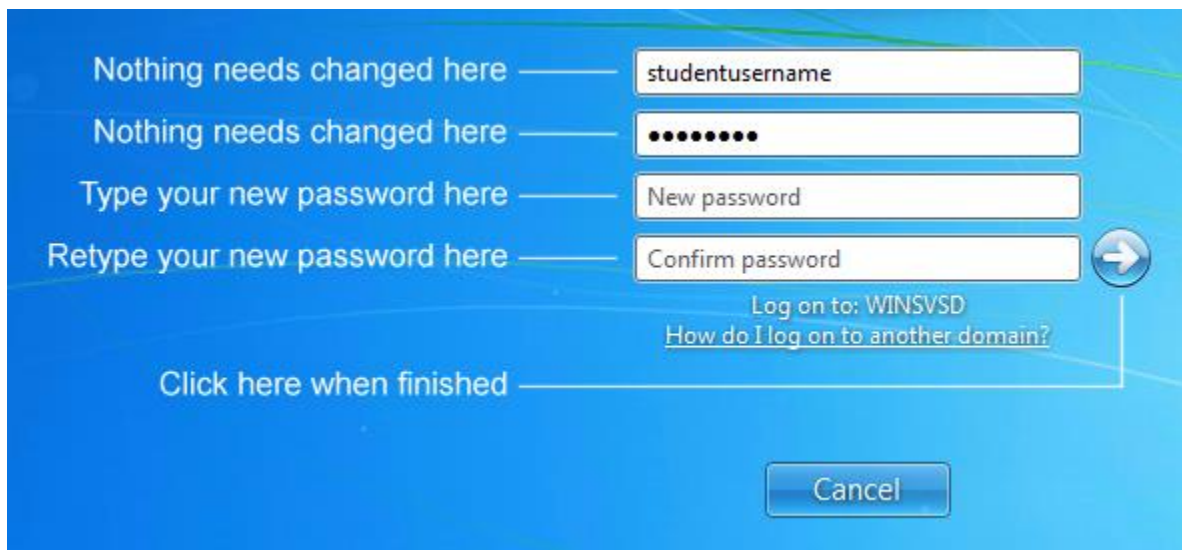 Nothing needs changed here studentusername
Nothing needs changed here ••••••••
Type your new password here New password
Retype your new password here Confirm password
Log on to: WINSVSD
How do I log on to another domain?
Click here when finished
Cancel